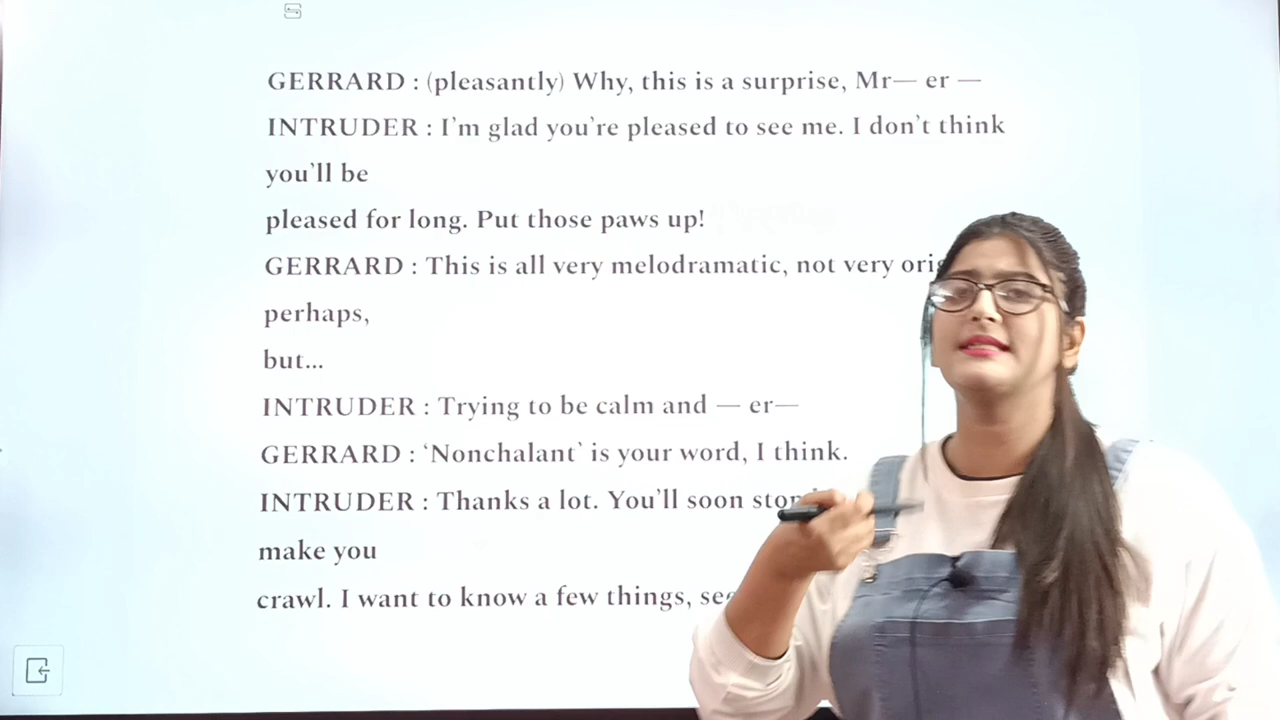 GERRARD : (pleasantly) Why, this is a surprise, Mr— er —
INTRUDER : I'm glad you're pleased to see me. I don't think
you'll be
pleased for long. Put those paws up!
GERRARD : This is all very melodramatic, not very
perhaps,
but...
INTRUDER : Trying to be calm and — er—
GERRARD : 'Nonchalant' is your word, I think.
INTRUDER : Thanks a lot. You'll soon
make you
crawl. I want to know a few things,